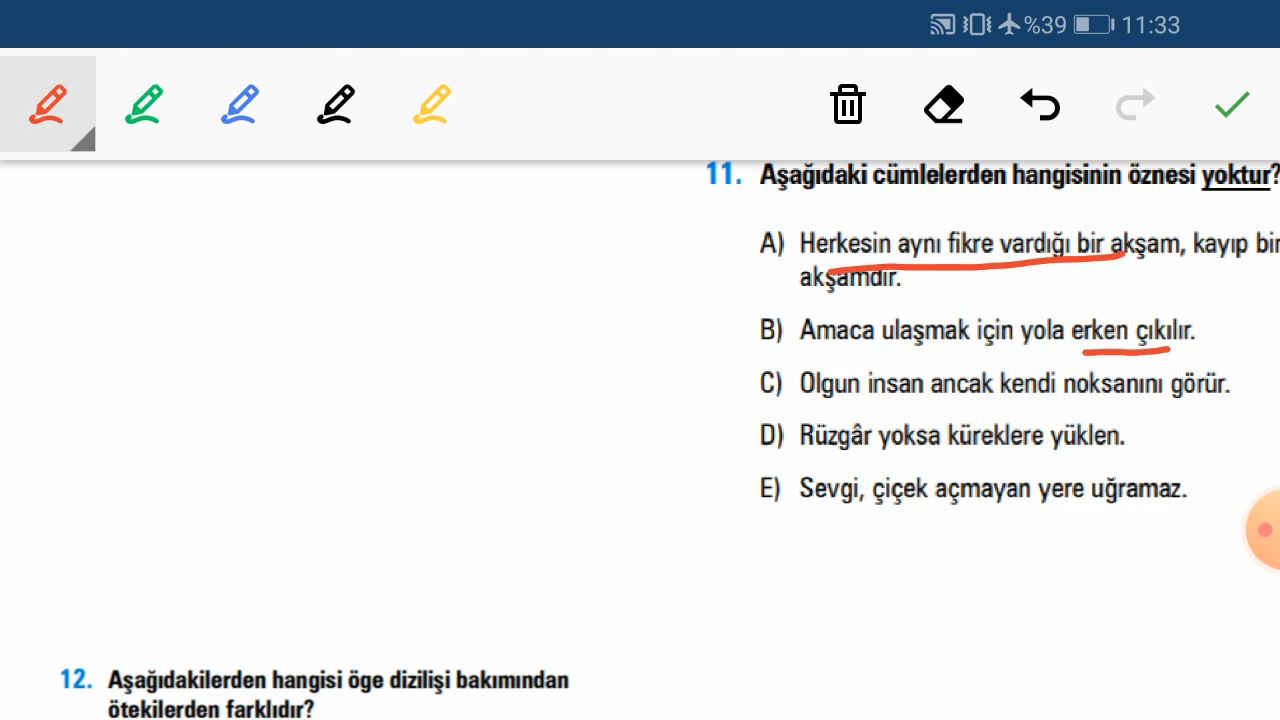 %39 11:33
11. Aşağıdaki cümlelerden hangisinin öznesi yoktur?
A) Herkesin aynı fikre vardığı bir akşam, kayıp bir
akşamdır.
B) Amaca ulaşmak için yola erken çıkılır.
C) Olgun insan ancak kendi noksanını görür.
D) Rüzgâr yoksa küreklere yüklen.
E) Sevgi, çiçek açmayan yere uğramaz.
12. Aşağıdakilerden hangisi öge dizilişi bakımından
ötekilerden farklıdır?